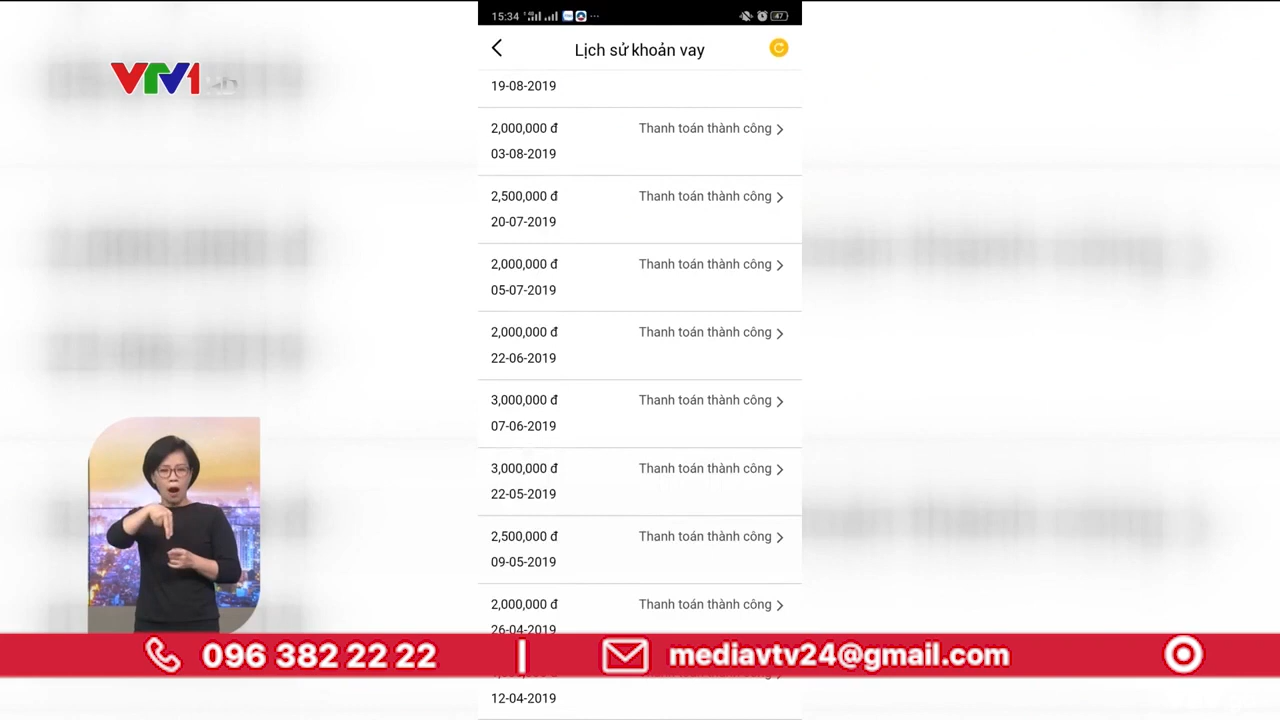 15:34
47
Lịch sử khoản vay
VTV1 HD
19-08-2019
2,000,000 đ
Thanh toán thành công
03-08-2019
2,500,000 đ
Thanh toán thành công
20-07-2019
2,000,000 đ
Thanh toán thành công
05-07-2019
2,000,000 đ
Thanh toán thành công
22-06-2019
3,000,000 đ
Thanh toán thành công
07-06-2019
3,000,000 đ
Thanh toán thành công
22-05-2019
2,500,000 đ
Thanh toán thành công
09-05-2019
2,000,000 đ
Thanh toán thành công
26-04-2019
096 382 22 22
mediavtv24@gmail.com
12-04-2019